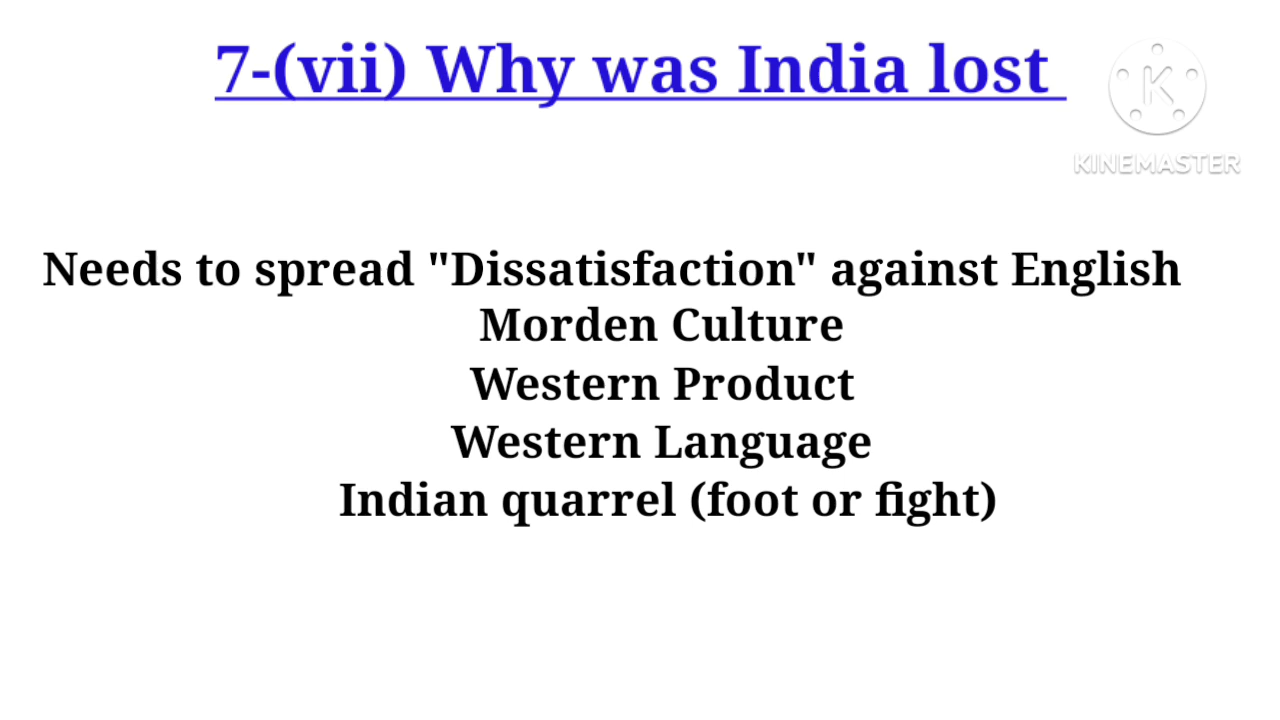 7-(vii) Why was India lost
K
KINEMASTER
Needs to spread "Dissatisfaction" against English
Morden Culture
Western Product
Western Language
Indian quarrel (foot or fight)